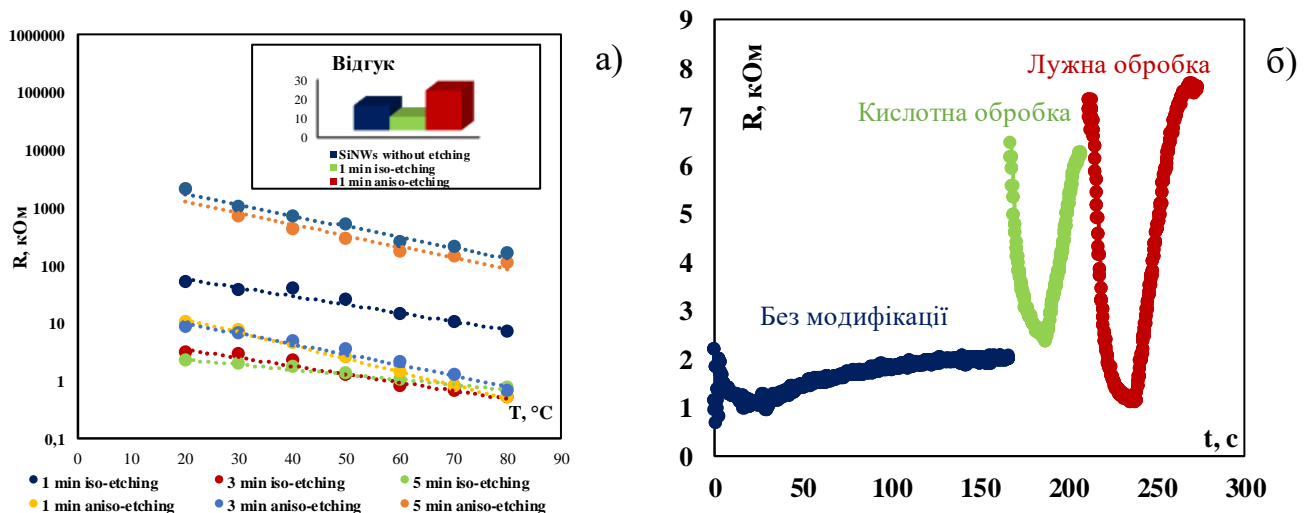 а)
R, кОм
1000000
100000
10000
1000
100
10
1
0,1
Відгук
30
20
10
0
SiNWs without etching
1 min iso-etching
1 min aniso-etching
T, °C
0 10 20 30 40 50 60 70 80 90
1 min iso-etching 3 min iso-etching 5 min iso-etching
1 min aniso-etching 3 min aniso-etching 5 min aniso-etching
б)
R, кОм
9
8
7
6
5
4
3
2
1
0
Лужна обробка
Кислотна обробка
Без модифікації
t, с
0 50 100 150 200 250 300